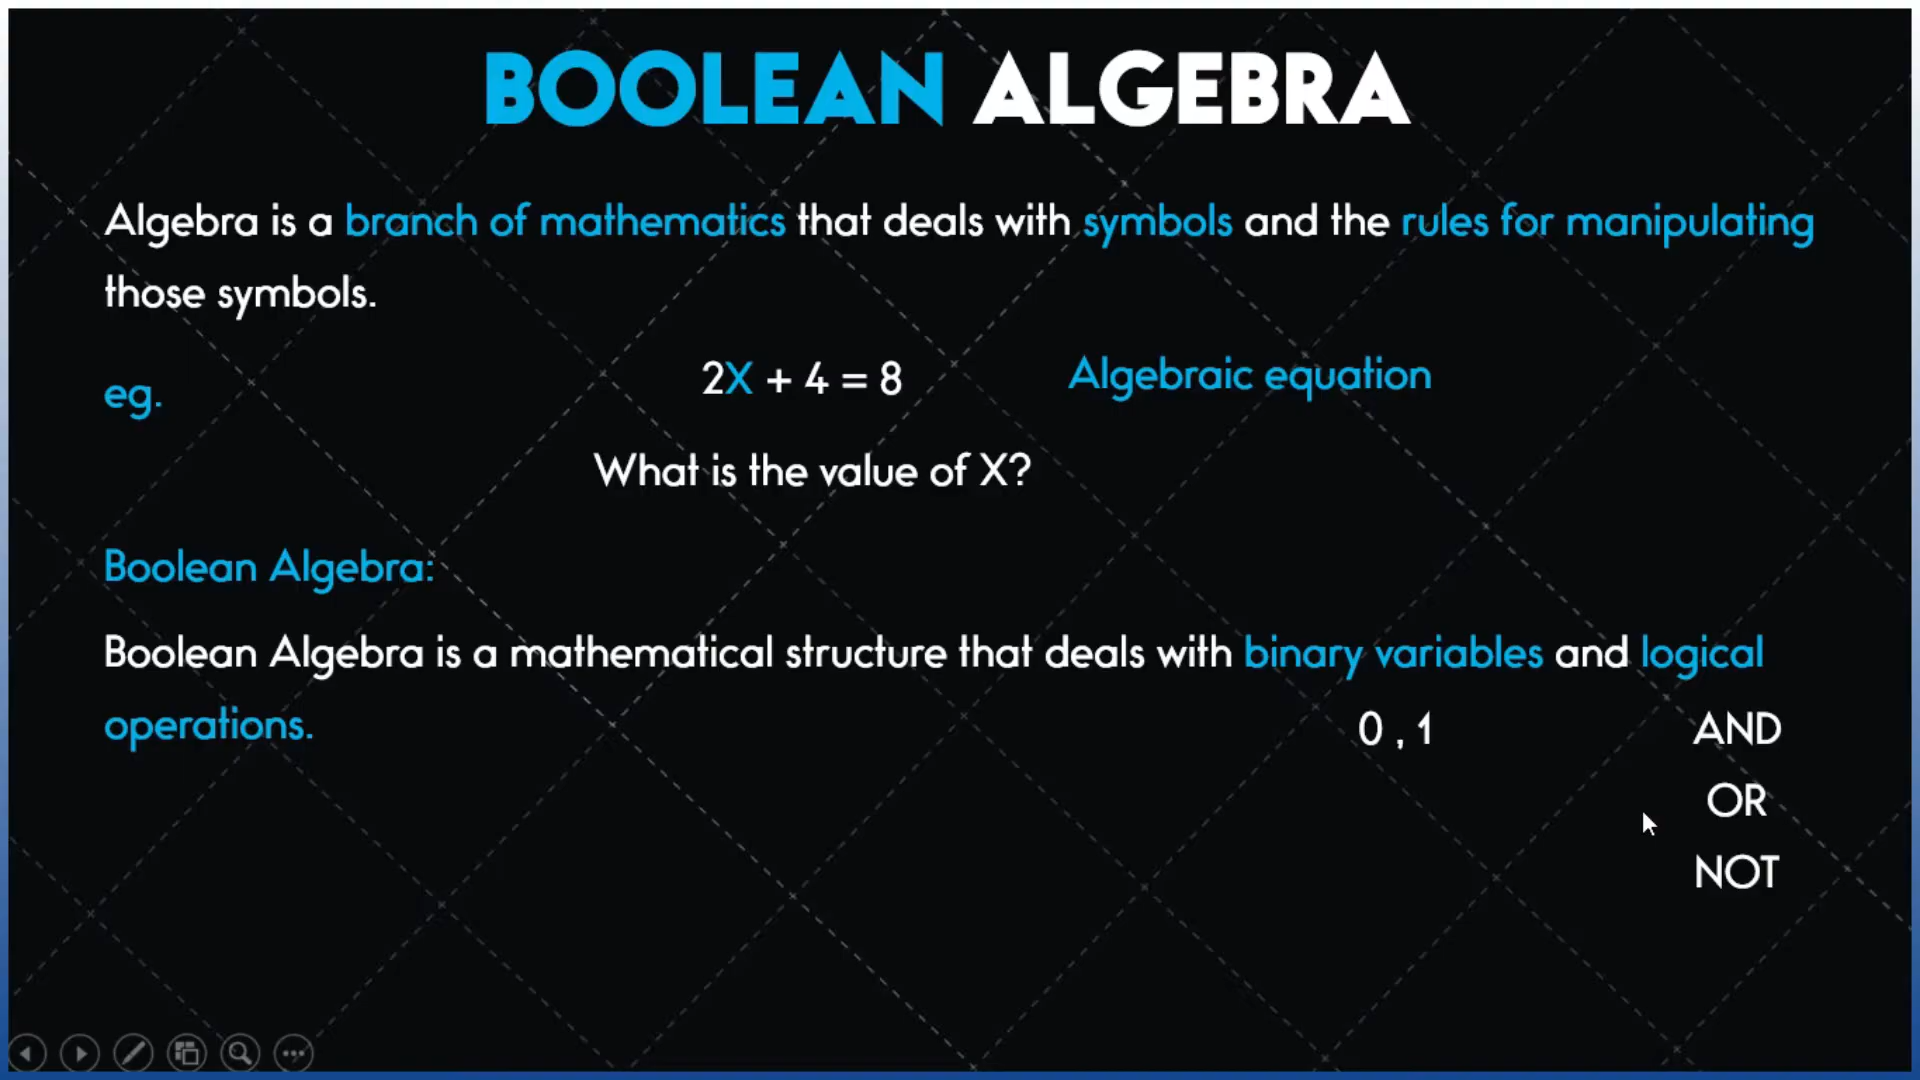 BOOLEAN ALGEBRA
Algebra is a branch of mathematics that deals with symbols and the rules for manipulating
those symbols.
eg.
2X + 4 = 8
Algebraic equation
What is the value of X?
Boolean Algebra:
Boolean Algebra is a mathematical structure that deals with binary variables and logical
operations.
0 , 1
AND
OR
NOT